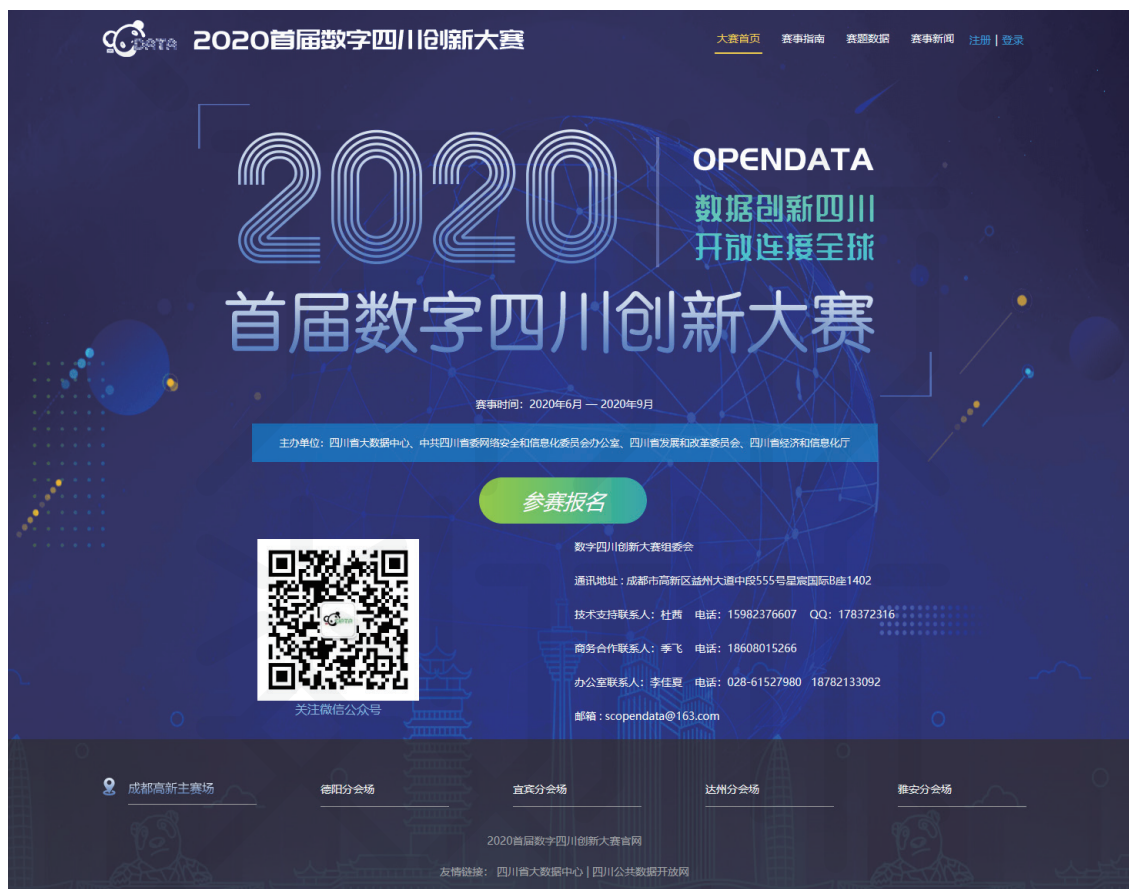 DATA 2020首届数字四川创新大赛
大赛首页 赛事指南 赛题数据 赛事新闻 注册 | 登录
2020
OPENDATA
数据创新四川
开放连接全球
首届数字四川创新大赛
赛事时间：2020年6月 — 2020年9月
主办单位：四川省大数据中心、中共四川省委网络安全和信息化委员会办公室、四川省发展和改革委员会、四川省经济和信息化厅
参赛报名
关注微信公众号
数字四川创新大赛组委会
通讯地址：成都市高新区益州大道中段555号星宸国际B座1402
技术支持联系人：杜茜 电话：15982376607 QQ：178372316
商务合作联系人：季飞 电话：18608015266
办公室联系人：李佳夏 电话：028-61527980 18782133092
邮箱：scopendata@163.com
成都高新主赛场 德阳分会场 宜宾分会场 达州分会场 雅安分会场
2020首届数字四川创新大赛官网
友情链接： 四川省大数据中心 | 四川公共数据开放网